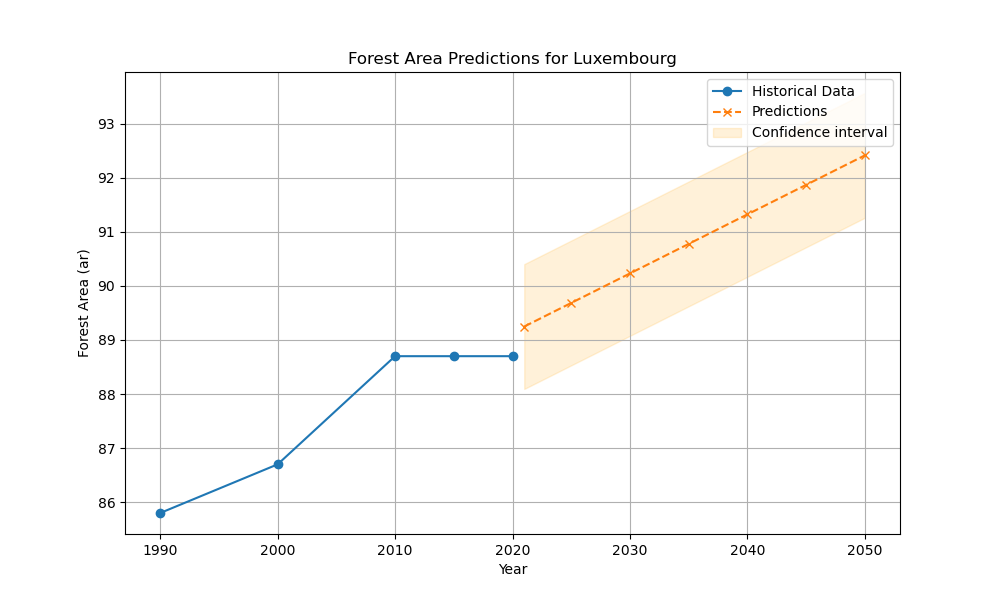 Forest Area Predictions for Luxembourg
Historical Data
Predictions
Confidence interval
93
92
91
90
89
88
87
86
Forest Area (ar)
1990 2000 2010 2020 2030 2040 2050
Year